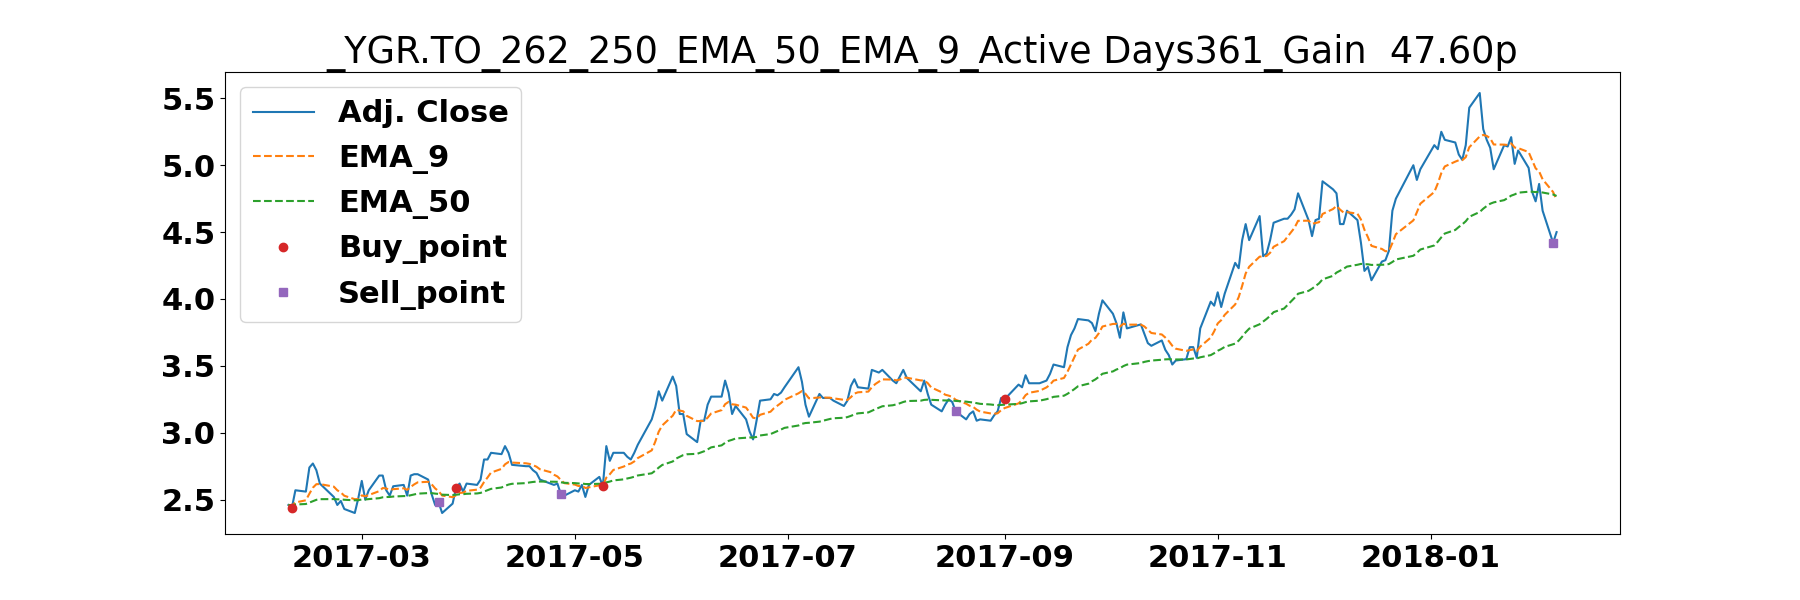 _YGR.TO_262_250_EMA_50_EMA_9_Active Days361_Gain  47.60p
5.5
5.0
4.5
4.0
3.5
3.0
2.5
Adj. Close
EMA_9
EMA_50
Buy_point
Sell_point
2017-03 2017-05 2017-07 2017-09 2017-11 2018-01